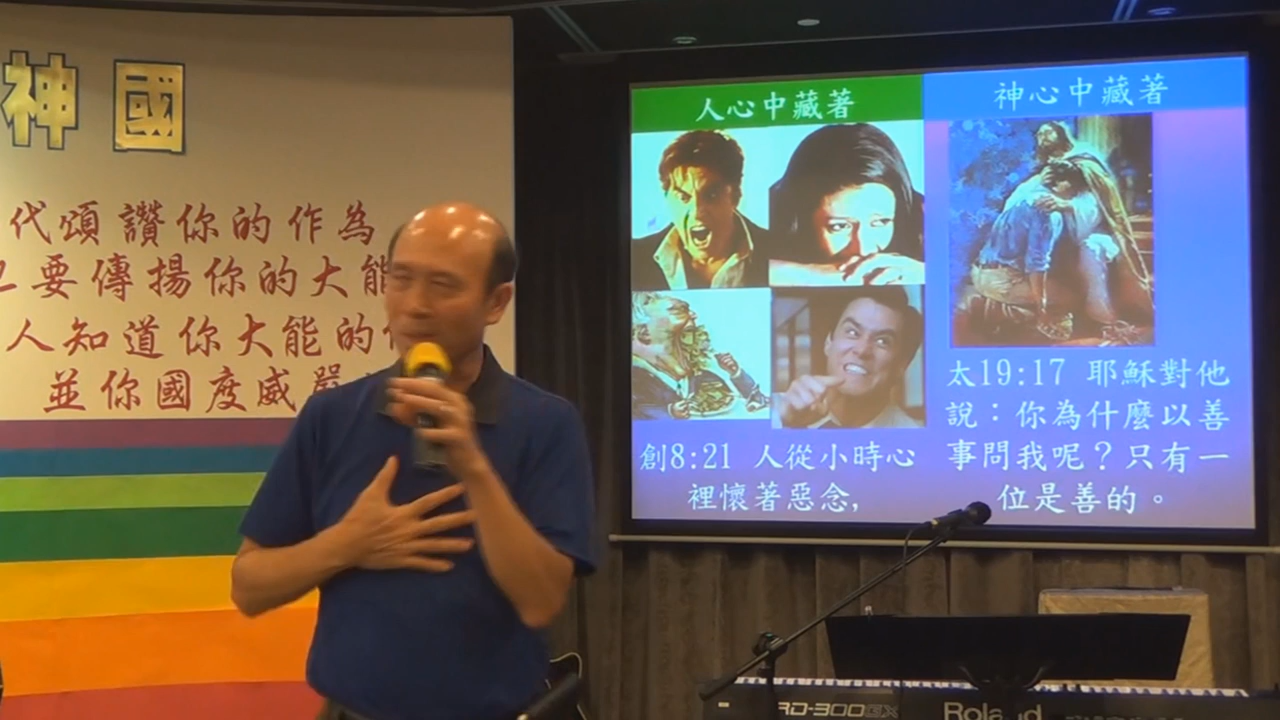 神國
代頌讚你的作為
要傳揚你的大能
人知道你大能的
並你國度威嚴
人心中藏著
神心中藏著
創8:21 人從小時心
裡懷著惡念,
太19:17 耶穌對他
說：你為什麼以善
事問我呢？只有一
位是善的。
RD-300GX
Roland